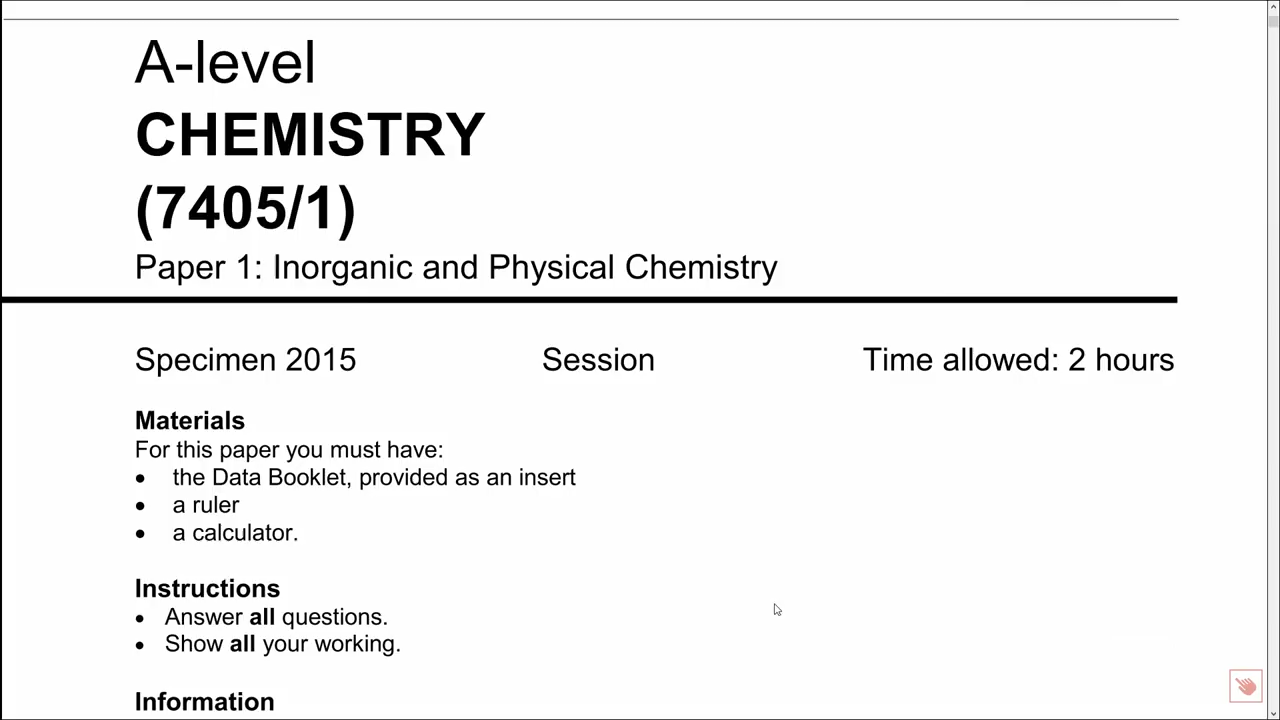 A-level
CHEMISTRY
(7405/1)
Paper 1: Inorganic and Physical Chemistry
Specimen 2015 Session Time allowed: 2 hours
Materials
For this paper you must have:
• the Data Booklet, provided as an insert
• a ruler
• a calculator.
Instructions
• Answer all questions.
• Show all your working.
Information